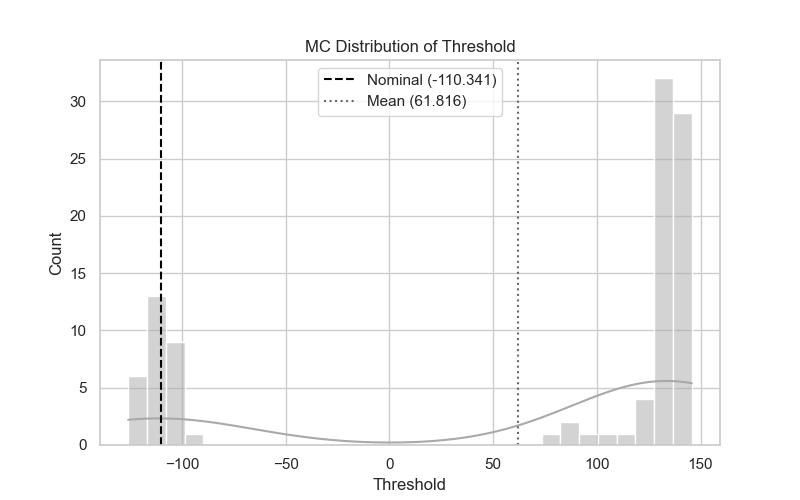 MC Distribution of Threshold
Nominal (-110.341)
Mean (61.816)
Count
30
25
20
15
10
5
0
−100
−50
0
50
100
150
Threshold